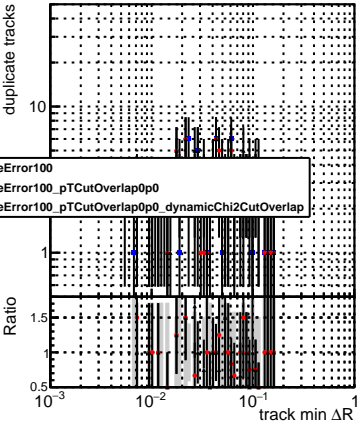 duplicate tracks
10
eError100
eError100_pTCutOverlap0p0
eError100_pTCutOverlap0p0_dynamicChi2CutOverlap
1
Ratio
1.5
1
0.5
10−3
10−2
10−1
1
track min ΔR